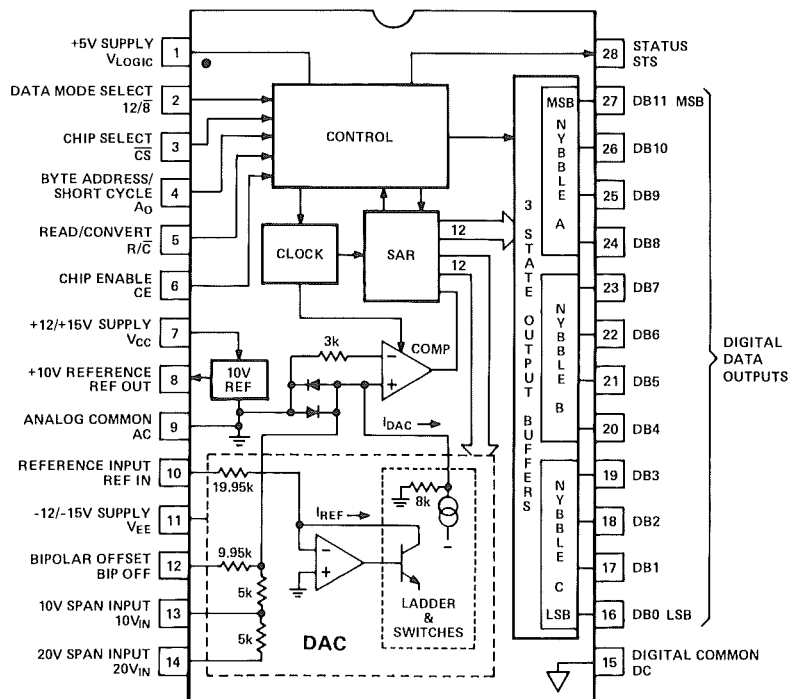 +5V SUPPLY
VLOGIC
1
DATA MODE SELECT
12/8̅
2
CHIP SELECT
C̅S̅
3
BYTE ADDRESS/
SHORT CYCLE
A₀
4
READ/CONVERT
R/C̅
5
CHIP ENABLE
CE
6
+12/+15V SUPPLY
VCC
7
+10V REFERENCE
REF OUT
8
ANALOG COMMON
AC
9
REFERENCE INPUT
REF IN
10
-12/-15V SUPPLY
VEE
11
BIPOLAR OFFSET
BIP OFF
12
10V SPAN INPUT
10VIN
13
20V SPAN INPUT
20VIN
14
CONTROL
CLOCK
SAR
12
12
COMP
3k
10V
REF
IDAC
19.95k
IREF
8k
9.95k
5k
5k
DAC
LADDER
&
SWITCHES
3 STATE OUTPUT BUFFERS
MSB
NYBBLE A
NYBBLE B
NYBBLE C
LSB
28
STATUS
STS
27
DB11 MSB
26
DB10
25
DB9
24
DB8
23
DB7
22
DB6
21
DB5
20
DB4
19
DB3
18
DB2
17
DB1
16
DB0 LSB
15
DIGITAL COMMON
DC
DIGITAL
DATA
OUTPUTS